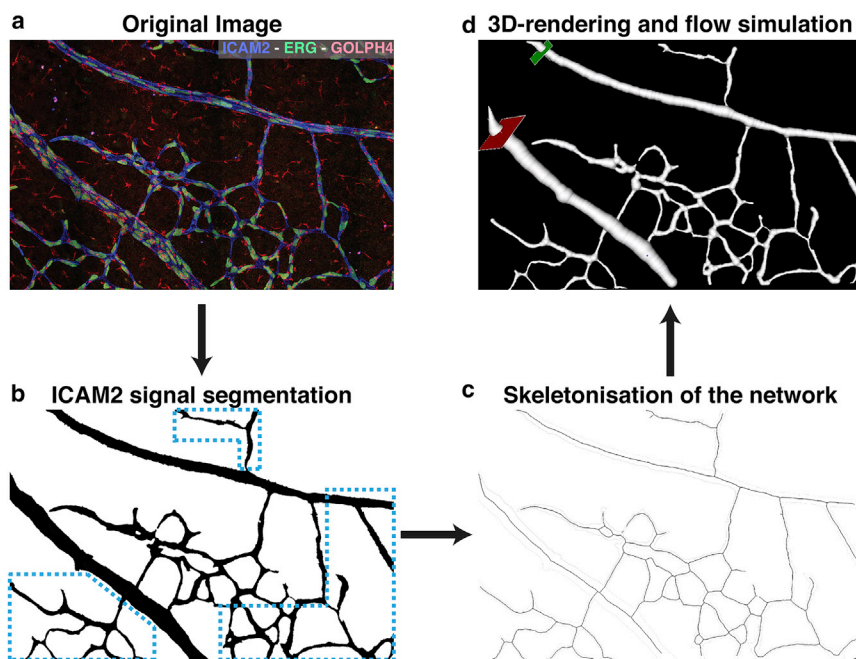 a Original Image
ICAM2 - ERG - GOLPH4
d 3D-rendering and flow simulation
b ICAM2 signal segmentation
c Skeletonisation of the network